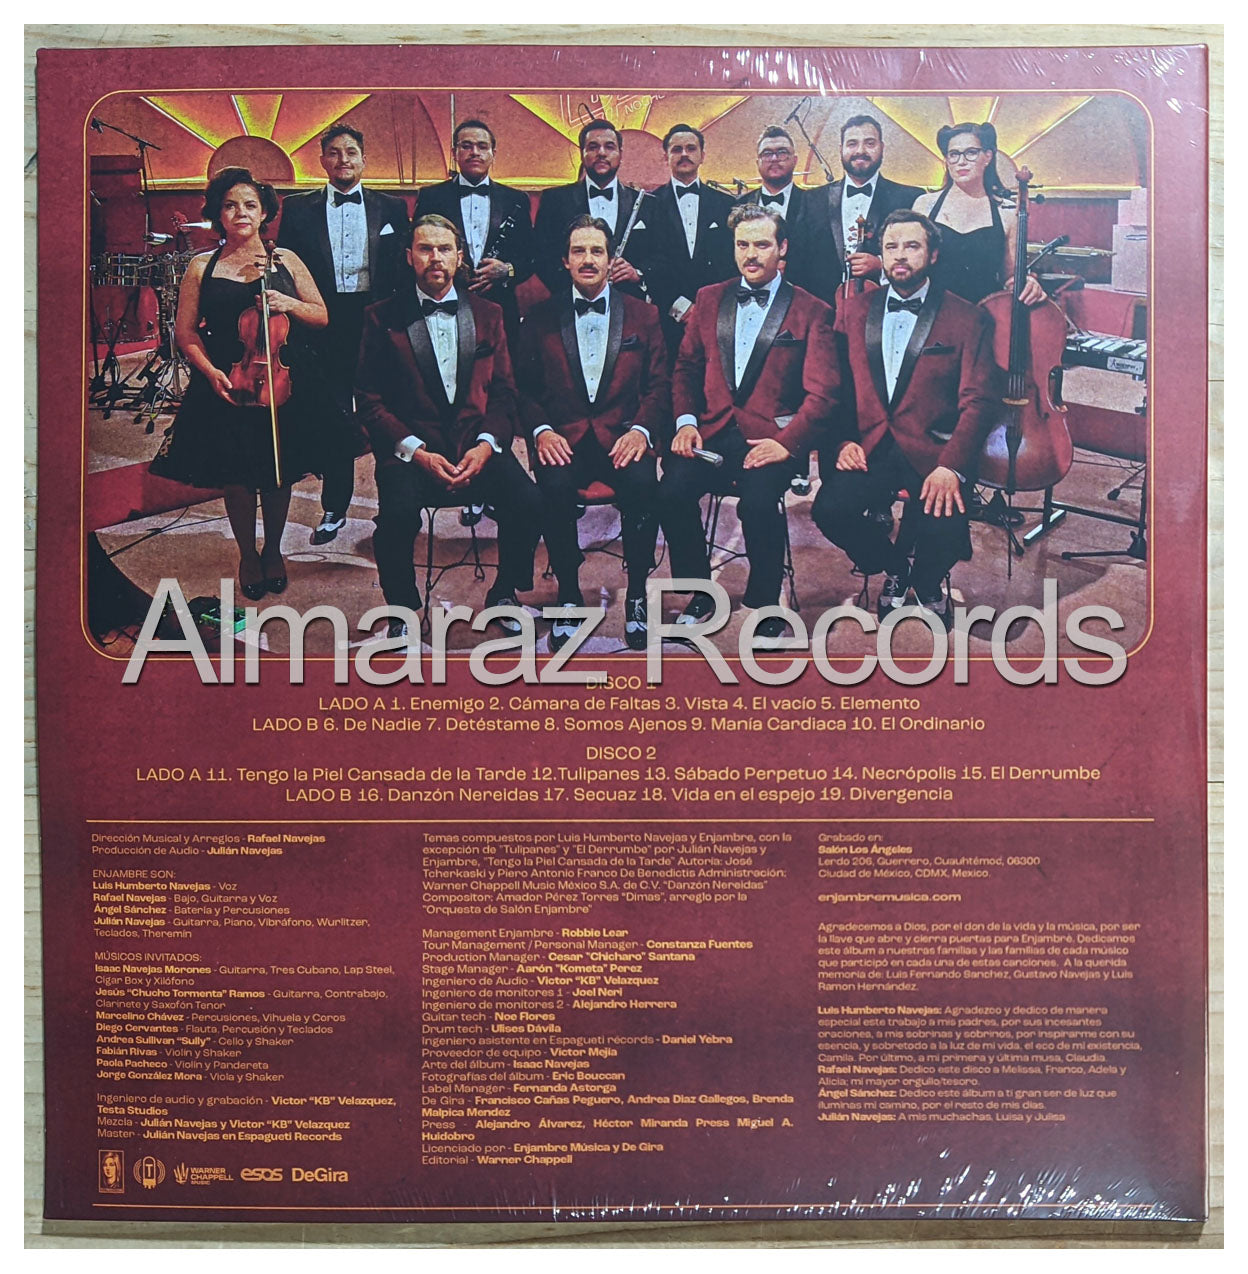 NOCHE
Almaraz Records
DISCO 1
LADO A 1. Enemigo 2. Cámara de Faltas 3. Vista 4. El vacío 5. Elemento
LADO B 6. De Nadie 7. Detéstame 8. Somos Ajenos 9. Manía Cardiaca 10. El Ordinario
DISCO 2
LADO A 11. Tengo la Piel Cansada de la Tarde 12.Tulipanes 13. Sábado Perpetuo 14. Necrópolis 15. El Derrumbe
LADO B 16. Danzón Nereidas 17. Secuaz 18. Vida en el espejo 19. Divergencia
Dirección Musical y Arreglos - Rafael Navejas
Producción de Audio - Julián Navejas
ENJAMBRE SON:
Luis Humberto Navejas - Voz
Rafael Navejas - Bajo, Guitarra y Voz
Ángel Sánchez - Batería y Percusiones
Julián Navejas - Guitarra, Piano, Vibráfono, Wurlitzer,
Teclados, Theremin
MÚSICOS INVITADOS:
Isaac Navejas Morones - Guitarra, Tres Cubano, Lap Steel,
Cigar Box y Xilófono
Jesús "Chucho Tormenta" Ramos - Guitarra, Contrabajo,
Clarinete y Saxofón Tenor
Marcelino Chávez - Percusiones, Vihuela y Coros
Diego Cervantes - Flauta, Percusión y Teclados
Andrea Sullivan "Sully" - Cello y Shaker
Fabián Rivas - Violín y Shaker
Paola Pacheco - Violín y Pandereta
Jorge González Mora - Viola y Shaker
Ingeniero de audio y grabación - Victor "KB" Velazquez,
Testa Studios
Mezcla - Julián Navejas y Victor "KB" Velazquez
Master - Julián Navejas en Espagueti Records
WARNER
CHAPPELL
MUSIC
esos
DeGira
Temas compuestos por Luis Humberto Navejas y Enjambre, con la
excepción de "Tulipanes" y "El Derrumbe" por Julián Navejas y
Enjambre, "Tengo la Piel Cansada de la Tarde" Autoria: José
Tcherkaski y Piero Antonio Franco De Benedictis Administración:
Warner Chappell Music México S.A. de C.V. "Danzón Nereidas"
Compositor: Amador Pérez Torres "Dimas", arreglo por la
"Orquesta de Salón Enjambre"
Management Enjambre - Robbie Lear
Tour Management / Personal Manager - Constanza Fuentes
Production Manager - Cesar "Chicharo" Santana
Stage Manager - Aarón "Kometa" Perez
Ingeniero de Audio - Victor "KB" Velazquez
Ingeniero de monitores 1 - Joel Neri
Ingeniero de monitores 2 - Alejandro Herrera
Guitar tech - Noe Flores
Drum tech - Ulises Dávila
Ingeniero asistente en Espagueti récords - Daniel Yebra
Proveedor de equipo - Victor Mejia
Arte del álbum - Isaac Navejas
Fotografías del álbum - Eric Bouccan
Label Manager - Fernanda Astorga
De Gira - Francisco Cañas Peguero, Andrea Diaz Gallegos, Brenda
Malpica Mendez
Press - Alejandro Álvarez, Héctor Miranda Press Miguel A.
Huidobro
Licenciado por - Enjambre Música y De Gira
Editorial - Warner Chappell
Grabado en:
Salón Los Ángeles
Lerdo 206, Guerrero, Cuauhtémoc, 06300
Ciudad de México, CDMX, Mexico.
enjambremusica.com
Agradecemos a Dios, por el don de la vida y la música, por ser
la llave que abre y cierra puertas para Enjambre. Dedicamos
este álbum a nuestras familias y las familias de cada músico
que participó en cada una de estas canciones. A la querida
memoria de: Luis Fernando Sanchez, Gustavo Navejas y Luis
Ramon Hernández.
Luis Humberto Navejas: Agradezco y dedico de manera
especial este trabajo a mis padres, por sus incesantes
oraciones, a mis sobrinas y sobrinos, por inspirarme con su
esencia, y sobretodo a la luz de mi vida, el eco de mi existencia,
Camila. Por último, a mi primera y última musa, Claudia.
Rafael Navejas: Dedico este disco a Melissa, Franco, Adela y
Alicia; mi mayor orgullo/tesoro.
Ángel Sánchez: Dedico este álbum a ti gran ser de luz que
iluminas mi camino, por el resto de mis días.
Julián Navejas: A mis muchachas, Luisa y Julisa